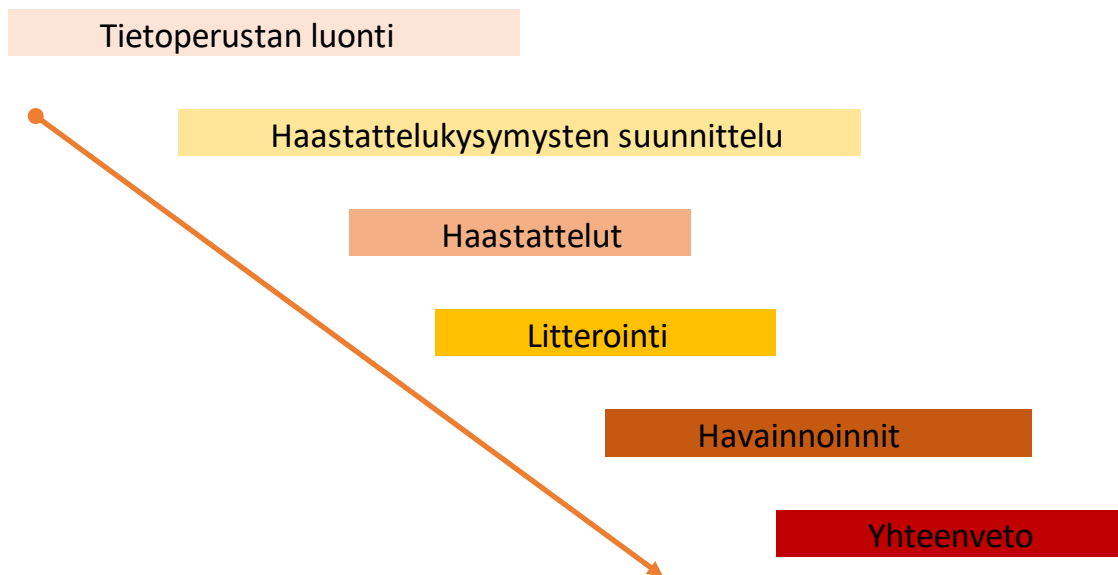 Tietoperustan luonti
Haastattelukysymysten suunnittelu
Haastattelut
Litterointi
Havainnoinnit
Yhteenveto